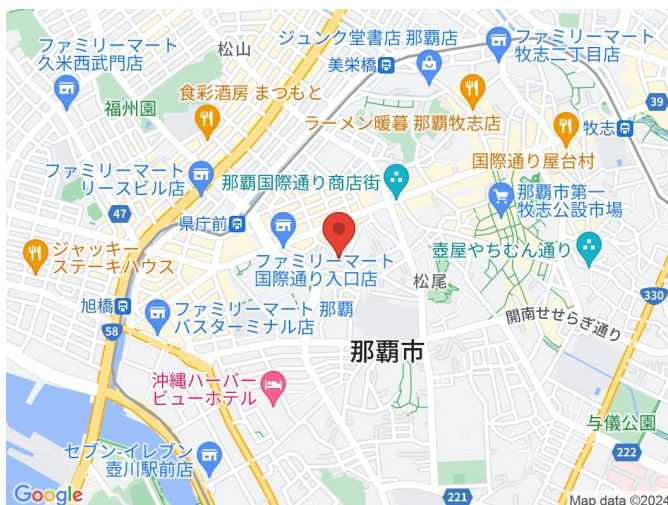 ファミリーマート
久米西武門店
松山
ジュンク堂書店 那覇店
美栄橋
ファミリーマート
牧志二丁目店
食彩酒房 まつもと
福州園
39
ラーメン暖暮 那覇牧志店
牧志
国際通り屋台村
ファミリーマート
リースビル店
那覇国際通り商店街
那覇市第一
牧志公設市場
47
県庁前
ジャッキー
ステーキハウス
ファミリーマート
国際通り入口店
壺屋やちむん通り
松尾
330
旭橋
58
ファミリーマート 那覇
バスターミナル店
開南せせらぎ通り
那覇市
沖縄ハーバー
ビューホテル
与儀公園
222
セブン-イレブン
壺川駅前店
221
Google
Map data ©2024